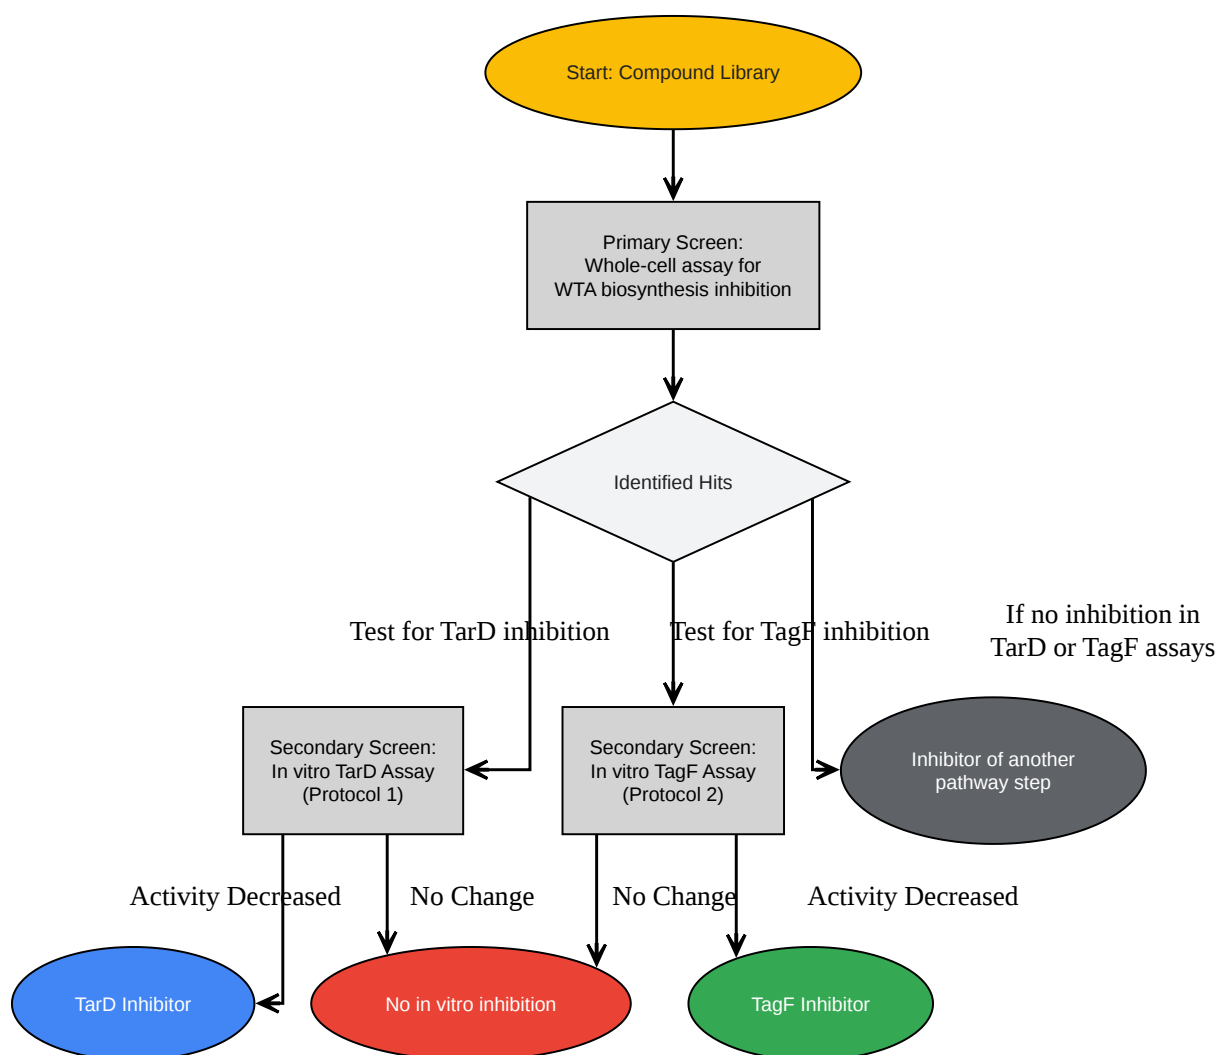 Start: Compound Library
Primary Screen:
Whole-cell assay for
WTA biosynthesis inhibition
Identified Hits
Test for TarD inhibition
Test for TagF inhibition
If no inhibition in
TarD or TagF assays
Secondary Screen:
In vitro TarD Assay
(Protocol 1)
Secondary Screen:
In vitro TagF Assay
(Protocol 2)
Inhibitor of another
pathway step
Activity Decreased
No Change
No Change
Activity Decreased
TarD Inhibitor
No in vitro inhibition
TagF Inhibitor